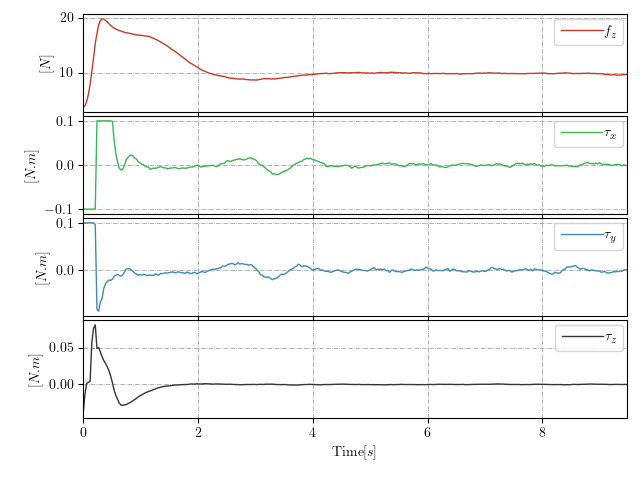 20
10
[N]
f_z
0.1
0.0
−0.1
[N.m]
τ_x
0.1
0.0
[N.m]
τ_y
0.05
0.00
[N.m]
τ_z
0 2 4 6 8
Time[s]